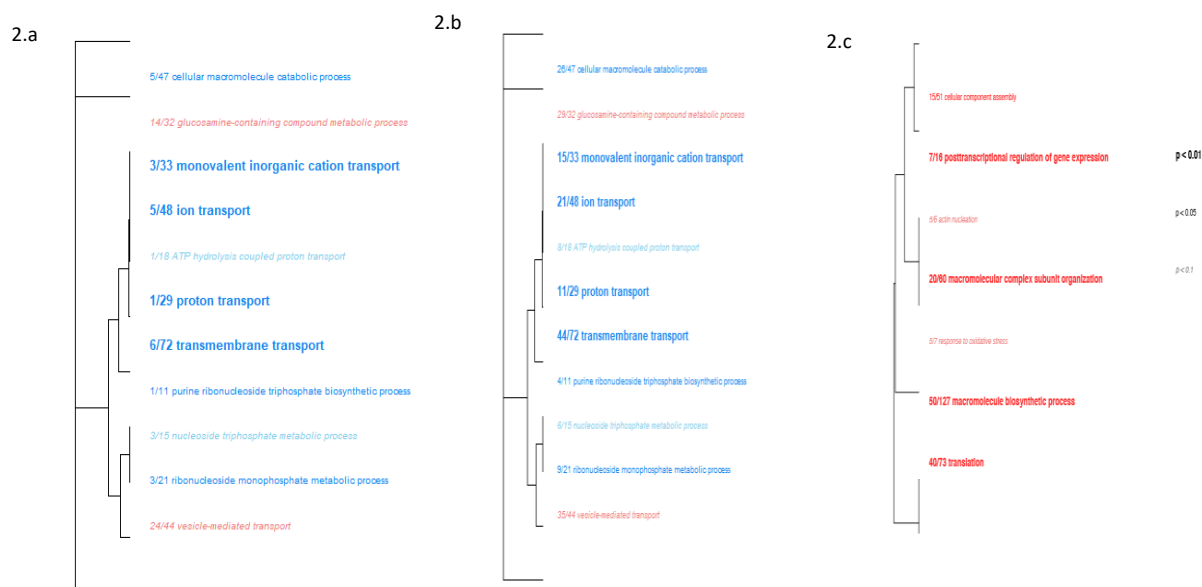 2.a
5/47 cellular macromolecule catabolic process
14/32 glucosamine-containing compound metabolic process
3/33 monovalent inorganic cation transport
5/48 ion transport
1/18 ATP hydrolysis coupled proton transport
1/29 proton transport
6/72 transmembrane transport
1/11 purine ribonucleoside triphosphate biosynthetic process
3/15 nucleoside triphosphate metabolic process
3/21 ribonucleoside monophosphate metabolic process
24/44 vesicle-mediated transport
2.b
26/47 cellular macromolecule catabolic process
29/32 glucosamine-containing compound metabolic process
15/33 monovalent inorganic cation transport
21/48 ion transport
8/18 ATP hydrolysis coupled proton transport
11/29 proton transport
44/72 transmembrane transport
4/11 purine ribonucleoside triphosphate biosynthetic process
6/15 nucleoside triphosphate metabolic process
9/21 ribonucleoside monophosphate metabolic process
35/44 vesicle-mediated transport
2.c
15/51 cellular component assembly
7/16 posttranscriptional regulation of gene expression
5/6 actin nucleation
20/60 macromolecular complex subunit organization
5/7 response to oxidative stress
50/127 macromolecule biosynthetic process
40/73 translation
p < 0.01
p < 0.05
p < 0.1